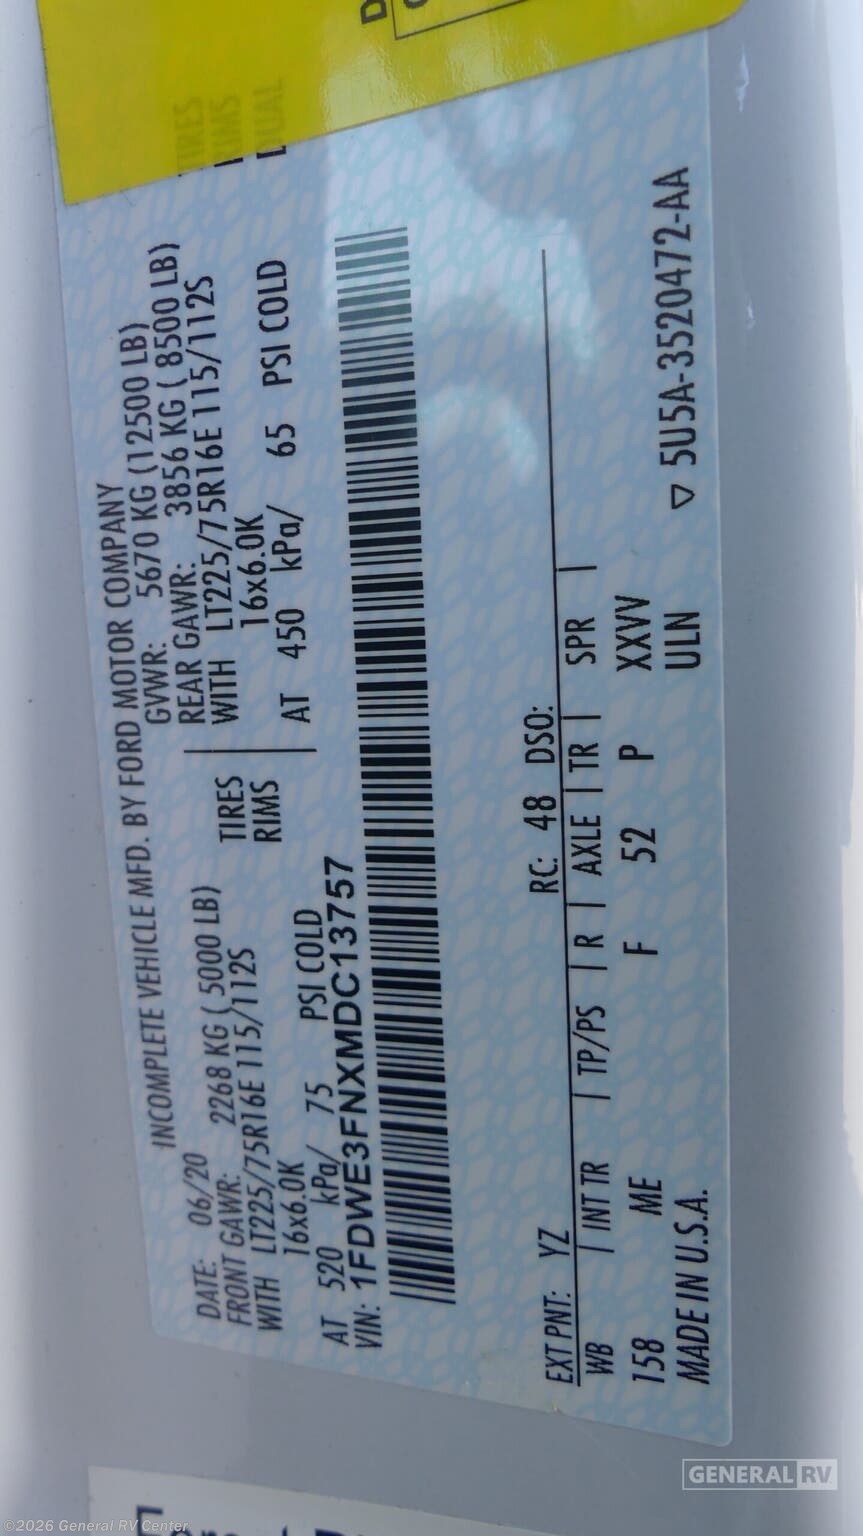 INCOMPLETE VEHICLE MFD. BY FORD MOTOR COMPANY
DATE: 06/20 GVWR: 5670 KG (12500 LB)
FRONT GAWR: 2268 KG ( 5000 LB) REAR GAWR: 3856 KG ( 8500 LB)
WITH LT225/75R16E 115/112S TIRES WITH LT225/75R16E 115/112S TIRES
16x6.0K RIMS 16x6.0K RIMS
AT 520 kPa/ 75 PSI COLD AT 450 kPa/ 65 PSI COLD DUAL
VIN: 1FDWE3FNXMDC13757
EXT PNT: YZ RC: 48 DSO:
WB | INT TR | TP/PS | R | AXLE | TR | SPR |
158 ME F 52 P XXVV
MADE IN U.S.A. ULN ▽ 5U5A-3520472-AA
GENERAL RV
©2026 General RV Center